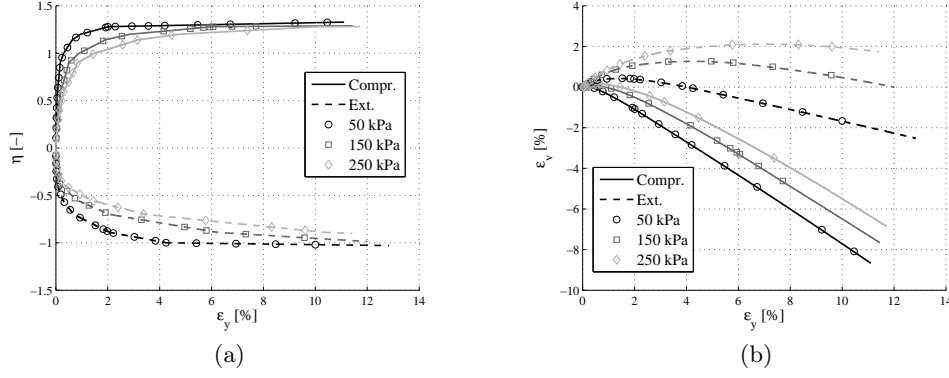 1.5
1
0.5
0
−0.5
−1
−1.5
η [−]
0 2 4 6 8 10 12 14
ε_y [%]
Compr.
Ext.
50 kPa
150 kPa
250 kPa
(a)
4
2
0
−2
−4
−6
−8
−10
ε_v [%]
0 2 4 6 8 10 12 14
ε_y [%]
Compr.
Ext.
50 kPa
150 kPa
250 kPa
(b)